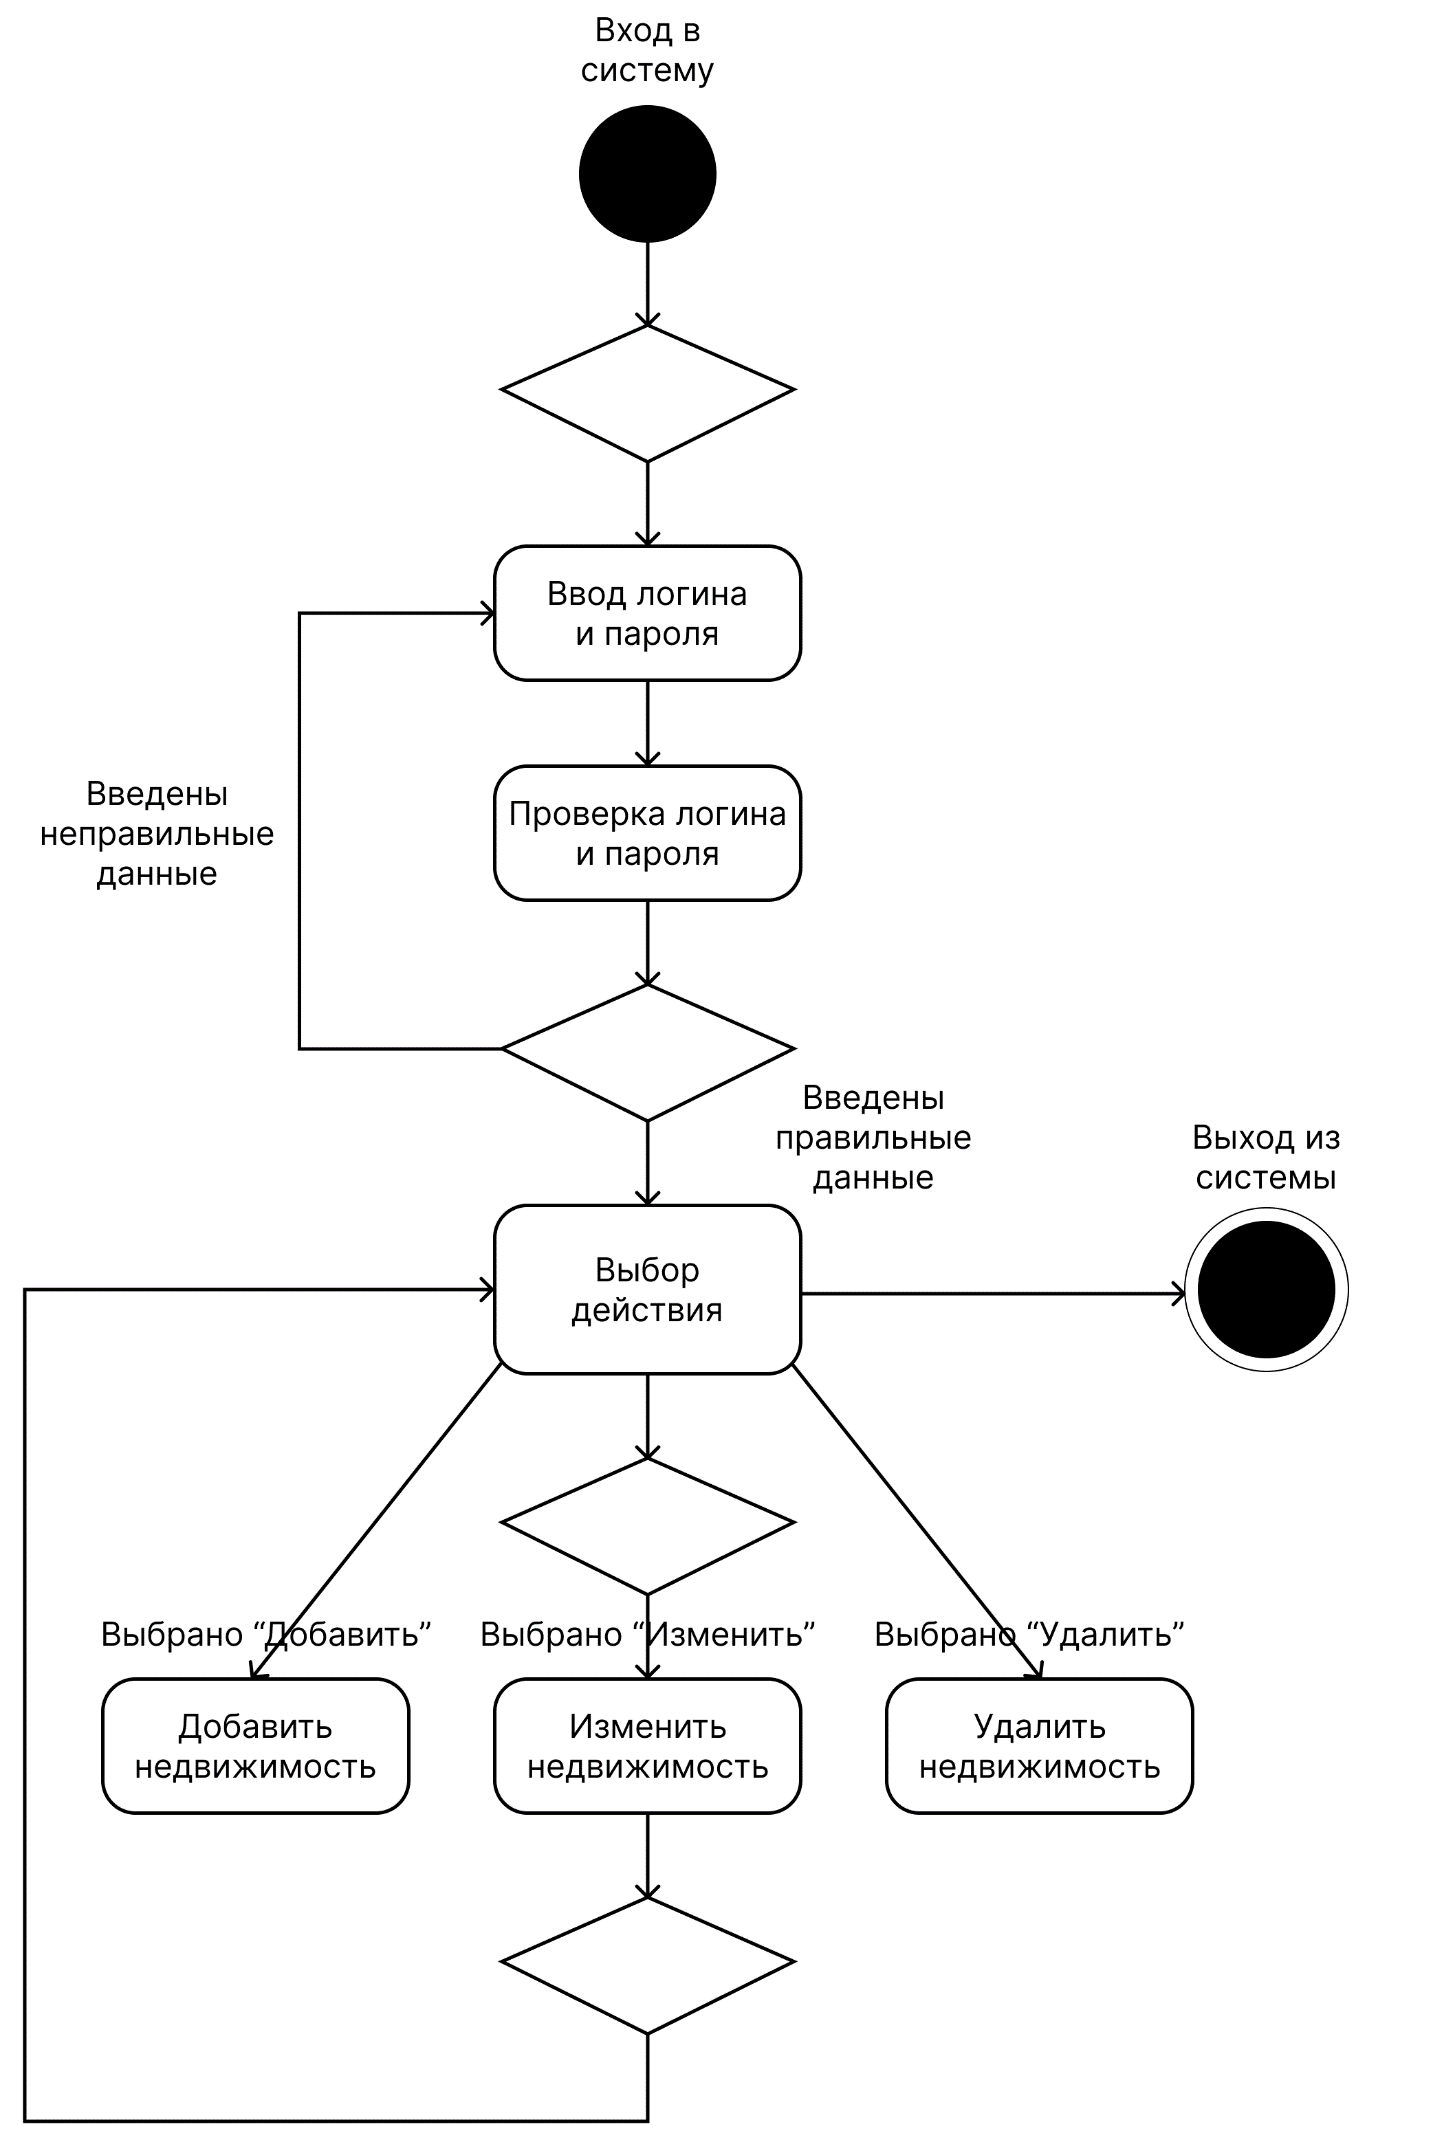 Вход в
систему
Ввод логина
и пароля
Введены
неправильные
данные
Проверка логина
и пароля
Введены
правильные
данные
Выход из
системы
Выбор
действия
Выбрано “Добавить”
Выбрано “Изменить”
Выбрано “Удалить”
Добавить
недвижимость
Изменить
недвижимость
Удалить
недвижимость